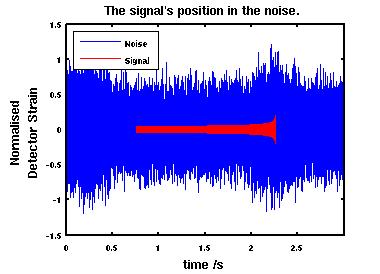 The signal's position in the noise.
1.5
1
0.5
0
-0.5
-1
-1.5
Normalised
Detector Strain
Noise
Signal
0
0.5
1
1.5
2
2.5
time /s